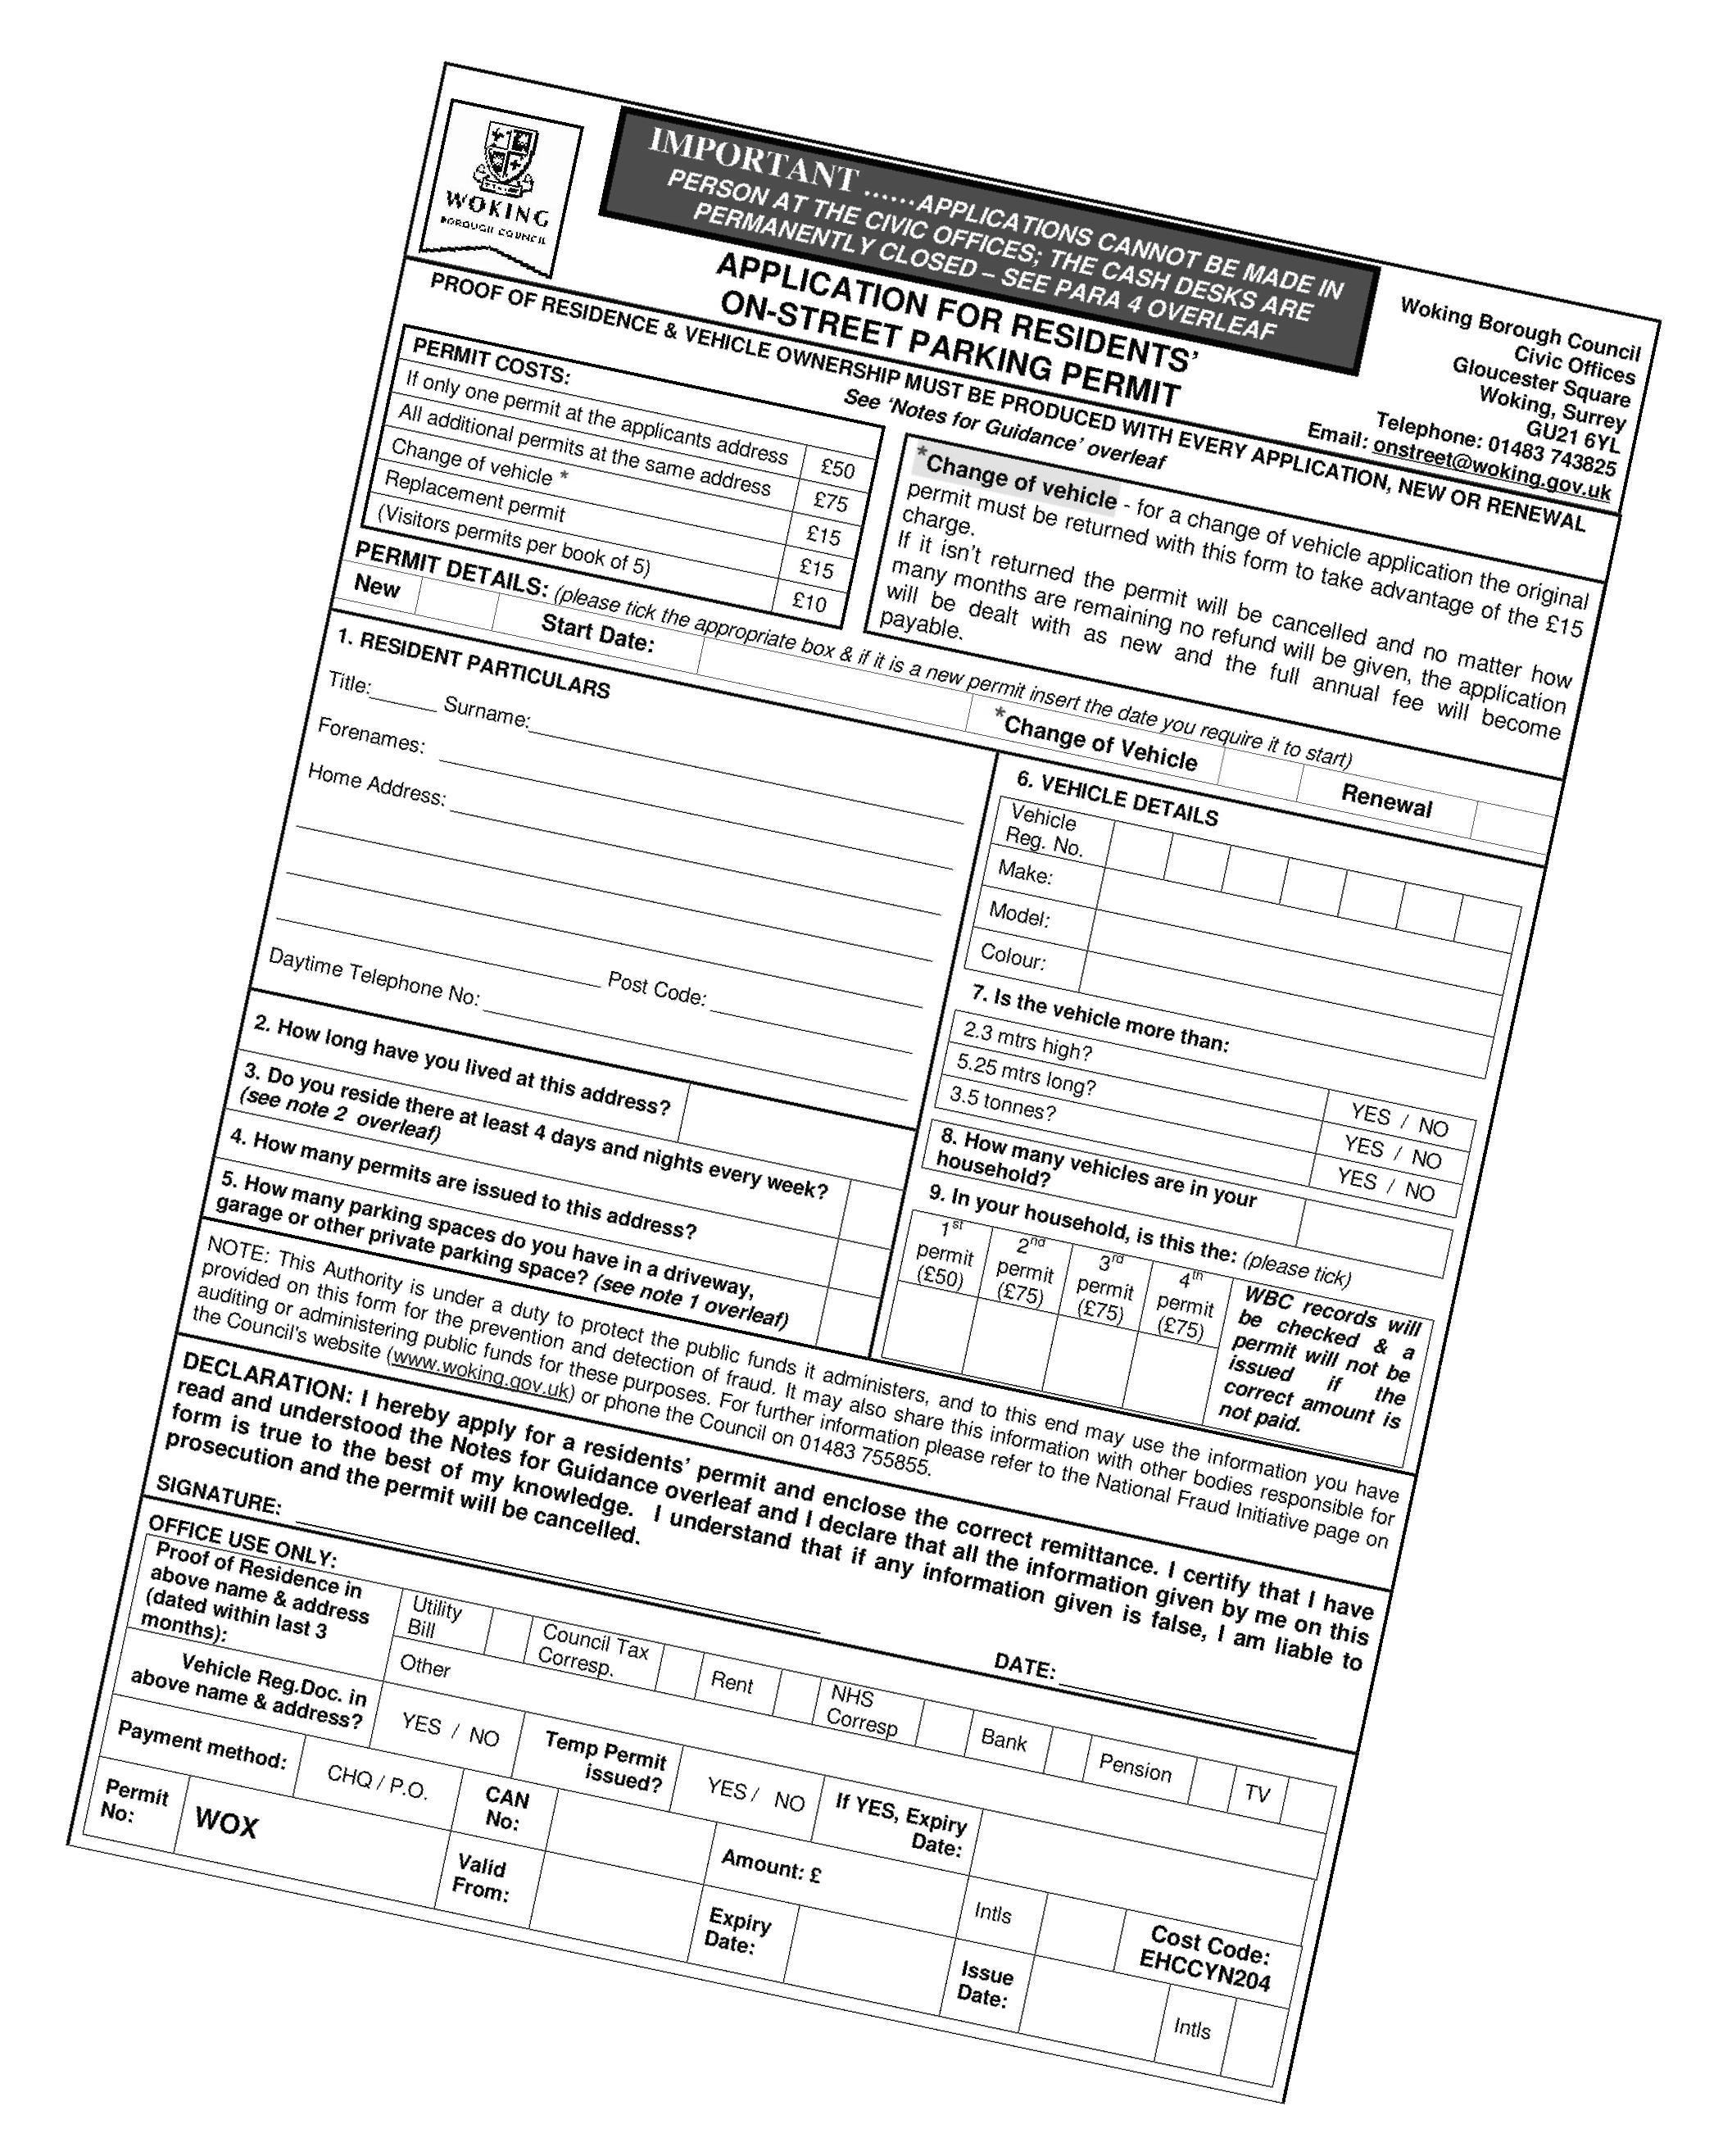 WOKING
BOROUGH COUNCIL
IMPORTANT ......APPLICATIONS CANNOT BE MADE IN
PERSON AT THE CIVIC OFFICES; THE CASH DESKS ARE
PERMANENTLY CLOSED – SEE PARA 4 OVERLEAF
APPLICATION FOR RESIDENTS’
ON-STREET PARKING PERMIT
Woking Borough Council
Civic Offices
Gloucester Square
Woking, Surrey
GU21 6YL
Telephone: 01483 743825
Email: onstreet@woking.gov.uk
PROOF OF RESIDENCE & VEHICLE OWNERSHIP MUST BE PRODUCED WITH EVERY APPLICATION, NEW OR RENEWAL
See ‘Notes for Guidance’ overleaf
PERMIT COSTS:
If only one permit at the applicants address £50
All additional permits at the same address £75
Change of vehicle * £15
Replacement permit £15
(Visitors permits per book of 5) £10
*Change of vehicle - for a change of vehicle application the original
permit must be returned with this form to take advantage of the £15
charge.
If it isn’t returned the permit will be cancelled and no matter how
many months are remaining no refund will be given, the application
will be dealt with as new and the full annual fee will become
payable.
PERMIT DETAILS: (please tick the appropriate box & if it is a new permit insert the date you require it to start)
New Start Date: *Change of Vehicle Renewal
1. RESIDENT PARTICULARS
Title:______ Surname:
Forenames:
Home Address:
Post Code:
Daytime Telephone No:
2. How long have you lived at this address?
3. Do you reside there at least 4 days and nights every week?
(see note 2 overleaf)
4. How many permits are issued to this address?
5. How many parking spaces do you have in a driveway,
garage or other private parking space? (see note 1 overleaf)
6. VEHICLE DETAILS
Vehicle
Reg. No.
Make:
Model:
Colour:
7. Is the vehicle more than:
2.3 mtrs high? YES / NO
5.25 mtrs long? YES / NO
3.5 tonnes? YES / NO
8. How many vehicles are in your
household?
9. In your household, is this the: (please tick)
1st permit (£50)
2nd permit (£75)
3rd permit (£75)
4th permit (£75)
WBC records will
be checked & a
permit will not be
issued if the
correct amount is
not paid.
NOTE: This Authority is under a duty to protect the public funds it administers, and to this end may use the information you have
provided on this form for the prevention and detection of fraud. It may also share this information with other bodies responsible for
auditing or administering public funds for these purposes. For further information please refer to the National Fraud Initiative page on
the Council’s website (www.woking.gov.uk) or phone the Council on 01483 755855.
DECLARATION: I hereby apply for a residents’ permit and enclose the correct remittance. I certify that I have
read and understood the Notes for Guidance overleaf and I declare that all the information given by me on this
form is true to the best of my knowledge. I understand that if any information given is false, I am liable to
prosecution and the permit will be cancelled.
SIGNATURE: DATE:
OFFICE USE ONLY:
Proof of Residence in
above name & address
(dated within last 3
months):
Utility
Bill
Council Tax
Corresp.
Rent
NHS
Corresp
Bank
Pension
TV
Other
Vehicle Reg.Doc. in
above name & address?
YES / NO
Temp Permit
issued?
YES / NO
If YES, Expiry
Date:
Payment method:
CHQ / P.O.
CAN
No:
Amount: £
Intls
Cost Code:
EHCCYN204
Permit
No:
WOX
Valid
From:
Expiry
Date:
Issue
Date:
Intls